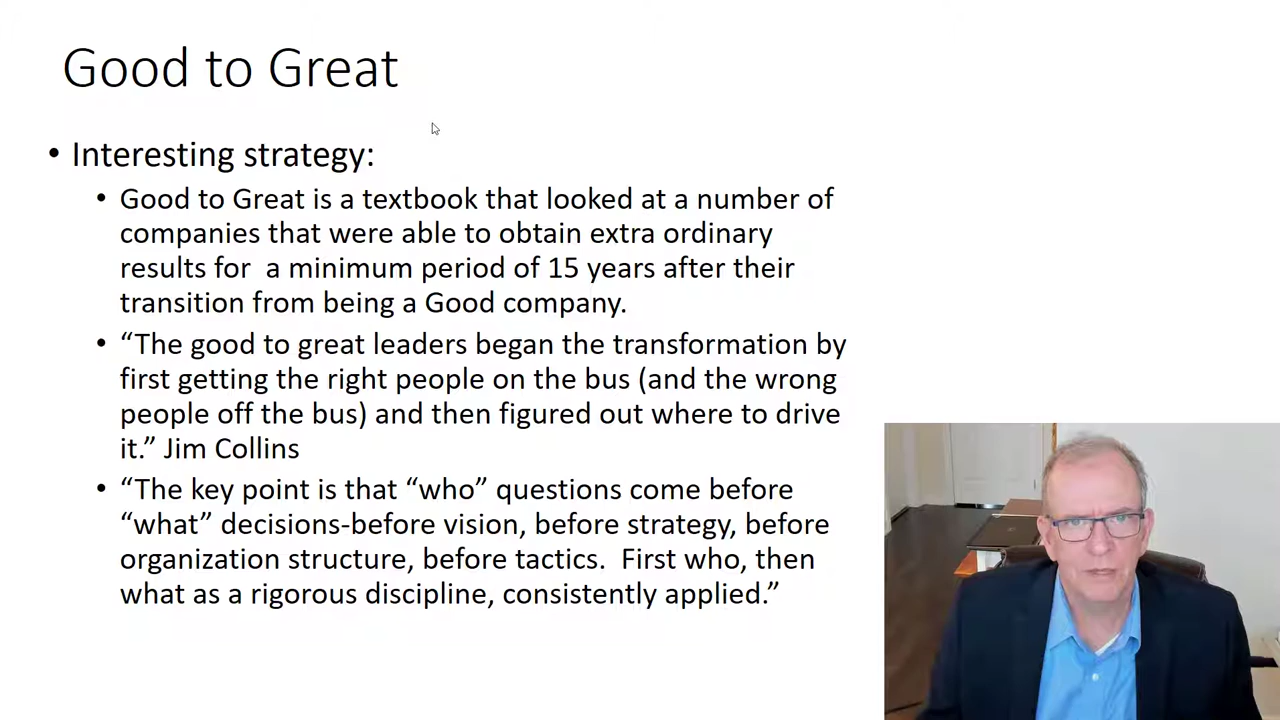 Good to Great
• Interesting strategy:
• Good to Great is a textbook that looked at a number of
companies that were able to obtain extra ordinary
results for  a minimum period of 15 years after their
transition from being a Good company.
• “The good to great leaders began the transformation by
first getting the right people on the bus (and the wrong
people off the bus) and then figured out where to drive
it.” Jim Collins
• “The key point is that “who” questions come before
“what” decisions-before vision, before strategy, before
organization structure, before tactics.  First who, then
what as a rigorous discipline, consistently applied.”